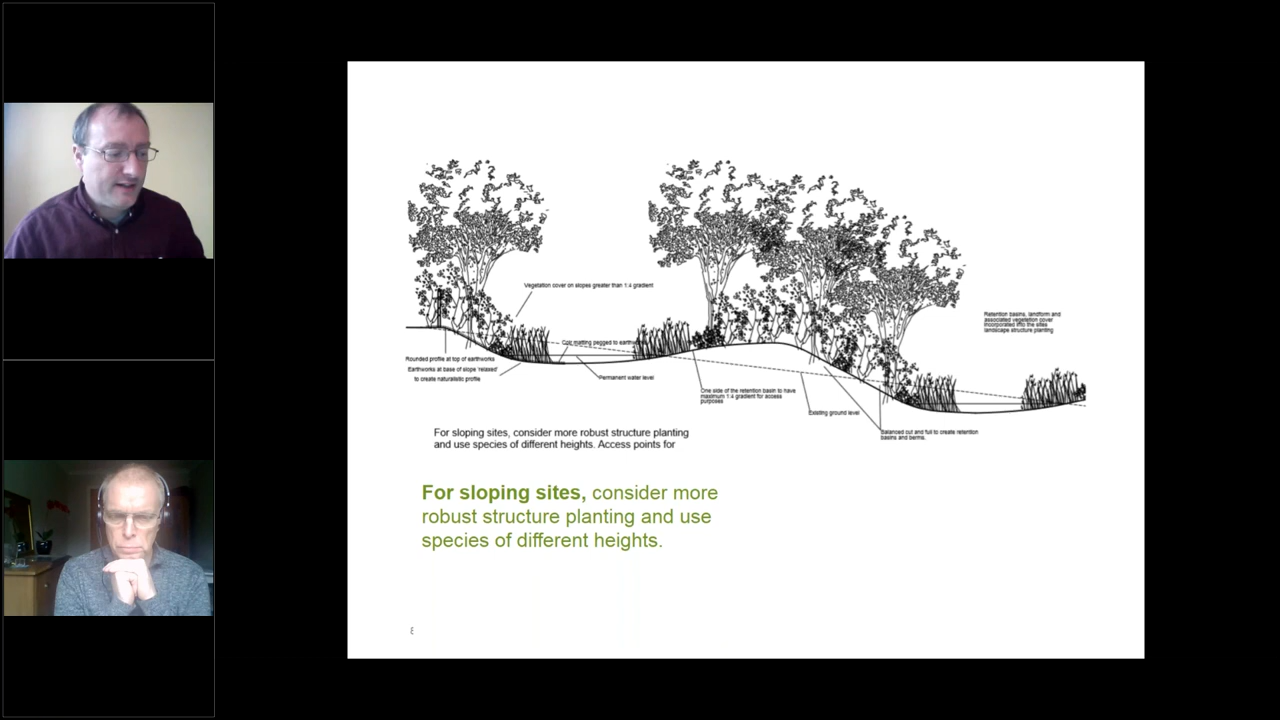 Vegetation cover on slopes greater than 1:4 gradient
Retention basins, landform and
associated vegetation cover
incorporated into the sites
landscape structure planting
Coir matting pegged to earthw
Rounded profile at top of earthworks
Earthworks at base of slope 'relaxed'
to create naturalistic profile
Permanent water level
One side of the retention basin to have
maximum 1:4 gradient for access
purposes
Existing ground level
Balanced cut and fill to create retention
basins and berms.
For sloping sites, consider more robust structure planting
and use species of different heights. Access points for
For sloping sites, consider more
robust structure planting and use
species of different heights.